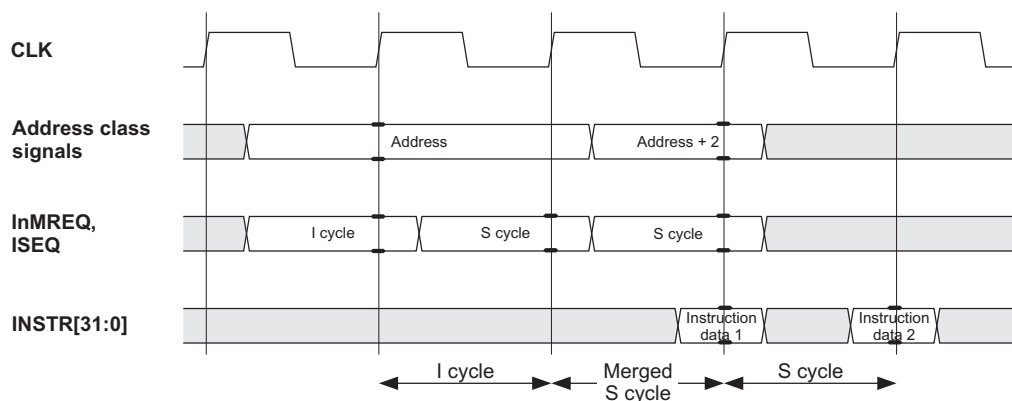 CLK
Address class
signals
Address
Address + 2
InMREQ,
ISEQ
I cycle
S cycle
S cycle
INSTR[31:0]
Instruction
data 1
Instruction
data 2
I cycle
Merged
S cycle
S cycle